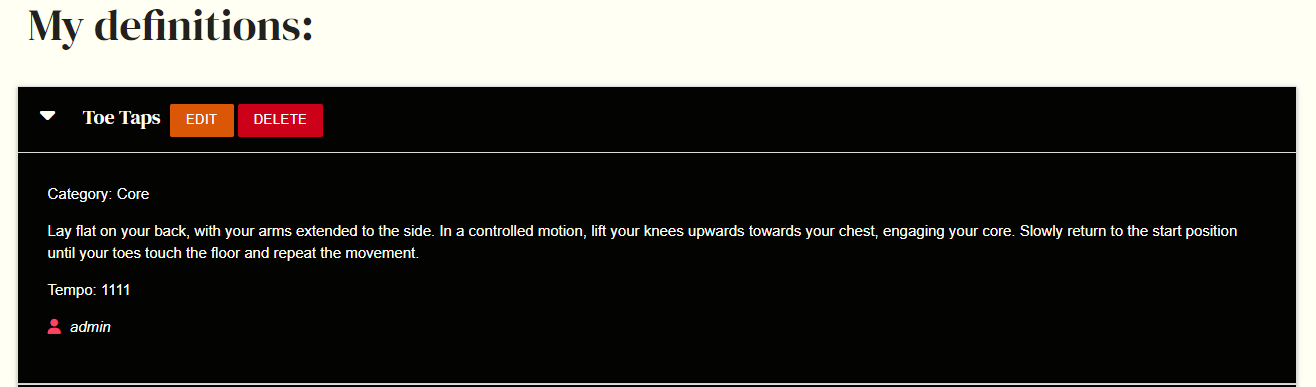 My definitions:
Toe Taps EDIT DELETE
Category: Core
Lay flat on your back, with your arms extended to the side. In a controlled motion, lift your knees upwards towards your chest, engaging your core. Slowly return to the start position
until your toes touch the floor and repeat the movement.
Tempo: 1111
admin